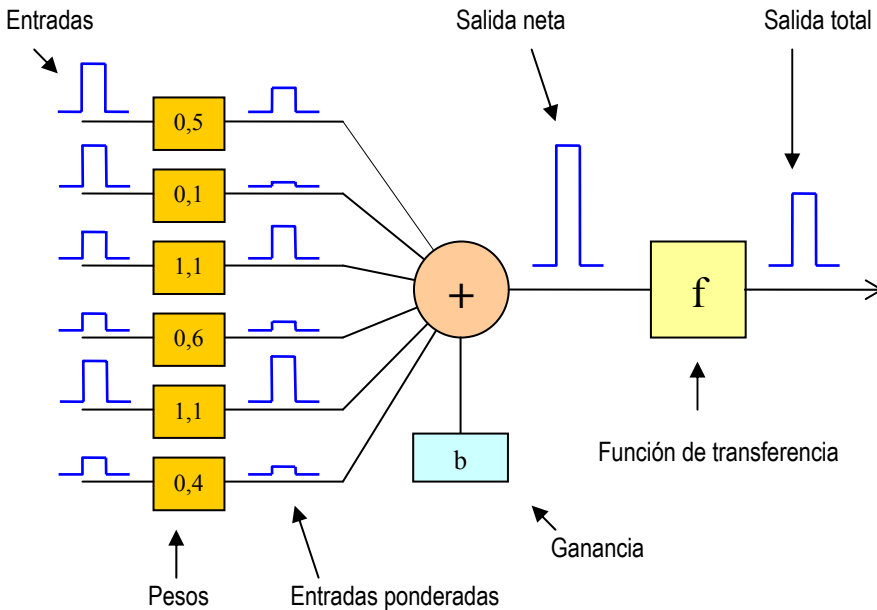 Entradas
Salida neta
Salida total
0,5
0,1
1,1
0,6
1,1
0,4
+
f
b
Función de transferencia
Ganancia
Pesos
Entradas ponderadas